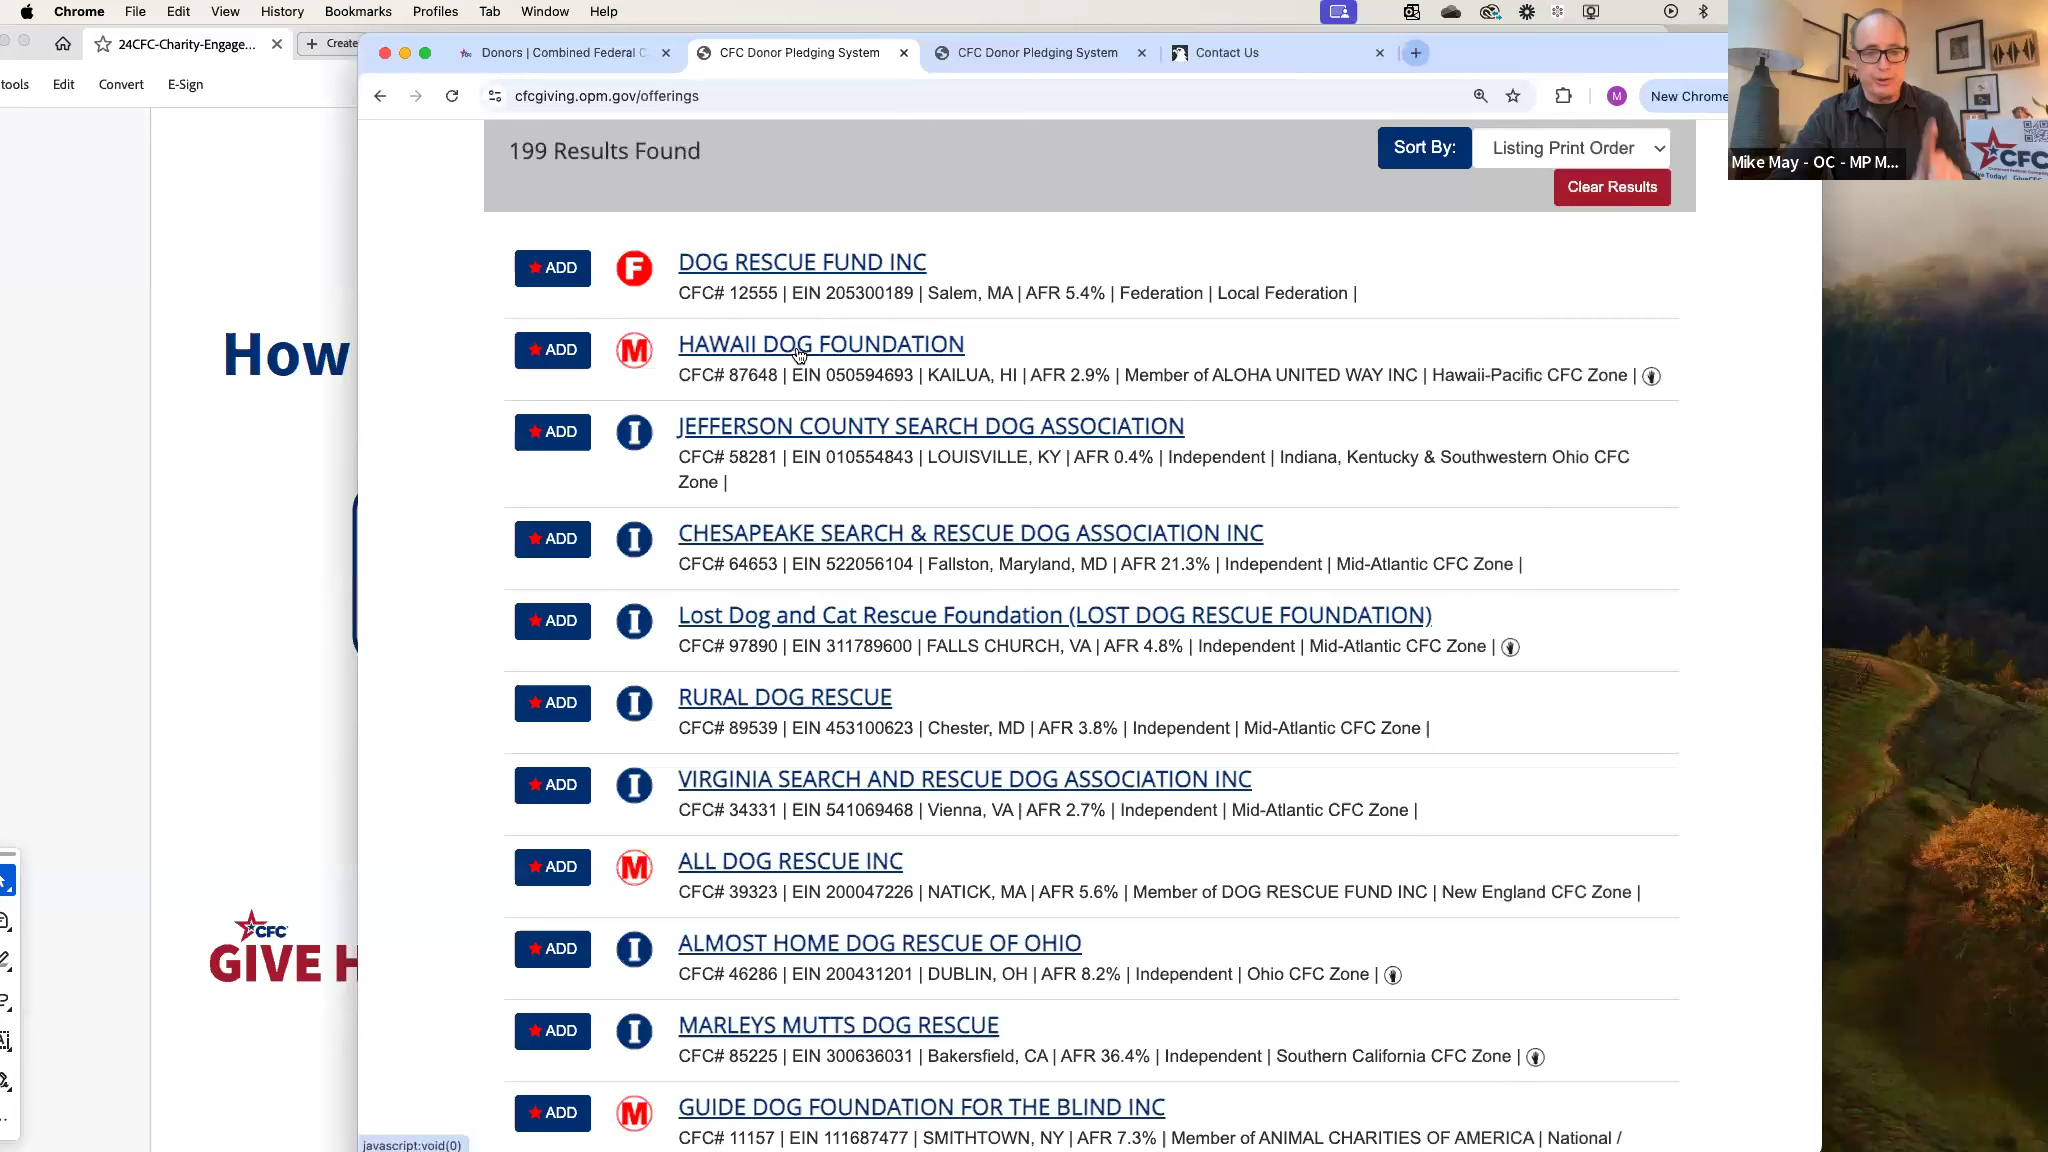 Chrome File Edit View History Bookmarks Profiles Tab Window Help
24CFC-Charity-Engage... + Create
tools Edit Convert E-Sign
Donors | Combined Federal C
CFC Donor Pledging System
CFC Donor Pledging System
Contact Us
cfcgiving.opm.gov/offerings
M
New Chrome
Mike May - OC - MP M...
CFC
199 Results Found
Sort By: Listing Print Order
Clear Results
ADD F DOG RESCUE FUND INC
CFC# 12555 | EIN 205300189 | Salem, MA | AFR 5.4% | Federation | Local Federation |
ADD M HAWAII DOG FOUNDATION
CFC# 87648 | EIN 050594693 | KAILUA, HI | AFR 2.9% | Member of ALOHA UNITED WAY INC | Hawaii-Pacific CFC Zone |
ADD I JEFFERSON COUNTY SEARCH DOG ASSOCIATION
CFC# 58281 | EIN 010554843 | LOUISVILLE, KY | AFR 0.4% | Independent | Indiana, Kentucky & Southwestern Ohio CFC
Zone |
ADD I CHESAPEAKE SEARCH & RESCUE DOG ASSOCIATION INC
CFC# 64653 | EIN 522056104 | Fallston, Maryland, MD | AFR 21.3% | Independent | Mid-Atlantic CFC Zone |
ADD I Lost Dog and Cat Rescue Foundation (LOST DOG RESCUE FOUNDATION)
CFC# 97890 | EIN 311789600 | FALLS CHURCH, VA | AFR 4.8% | Independent | Mid-Atlantic CFC Zone |
ADD I RURAL DOG RESCUE
CFC# 89539 | EIN 453100623 | Chester, MD | AFR 3.8% | Independent | Mid-Atlantic CFC Zone |
ADD I VIRGINIA SEARCH AND RESCUE DOG ASSOCIATION INC
CFC# 34331 | EIN 541069468 | Vienna, VA | AFR 2.7% | Independent | Mid-Atlantic CFC Zone |
ADD M ALL DOG RESCUE INC
CFC# 39323 | EIN 200047226 | NATICK, MA | AFR 5.6% | Member of DOG RESCUE FUND INC | New England CFC Zone |
ADD I ALMOST HOME DOG RESCUE OF OHIO
CFC# 46286 | EIN 200431201 | DUBLIN, OH | AFR 8.2% | Independent | Ohio CFC Zone |
ADD I MARLEYS MUTTS DOG RESCUE
CFC# 85225 | EIN 300636031 | Bakersfield, CA | AFR 36.4% | Independent | Southern California CFC Zone |
ADD M GUIDE DOG FOUNDATION FOR THE BLIND INC
CFC# 11157 | EIN 111687477 | SMITHTOWN, NY | AFR 7.3% | Member of ANIMAL CHARITIES OF AMERICA | National /
javascript:void(0)
How
CFC
GIVE H